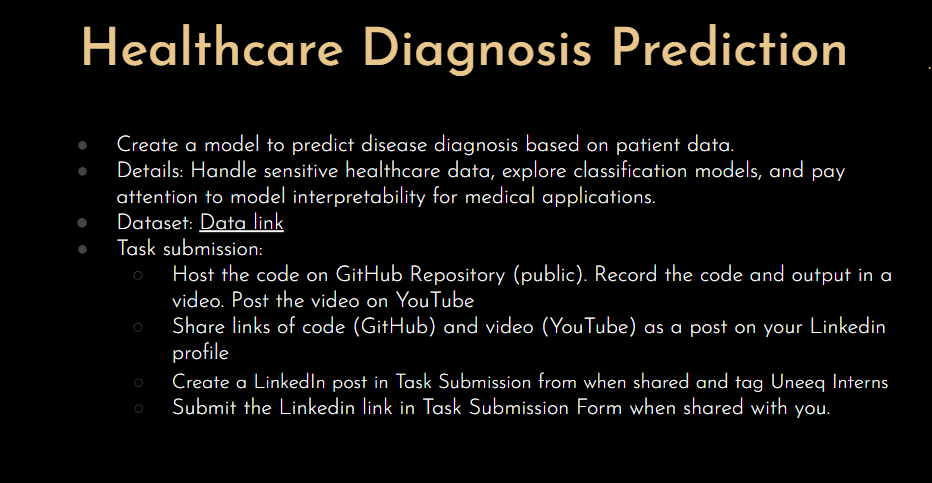 Healthcare Diagnosis Prediction
● Create a model to predict disease diagnosis based on patient data.
● Details: Handle sensitive healthcare data, explore classification models, and pay
attention to model interpretability for medical applications.
● Dataset: Data link
● Task submission:
○ Host the code on GitHub Repository (public). Record the code and output in a
video. Post the video on YouTube
○ Share links of code (GitHub) and video (YouTube) as a post on your Linkedin
profile
○ Create a LinkedIn post in Task Submission from when shared and tag Uneeq Interns
○ Submit the Linkedin link in Task Submission Form when shared with you.